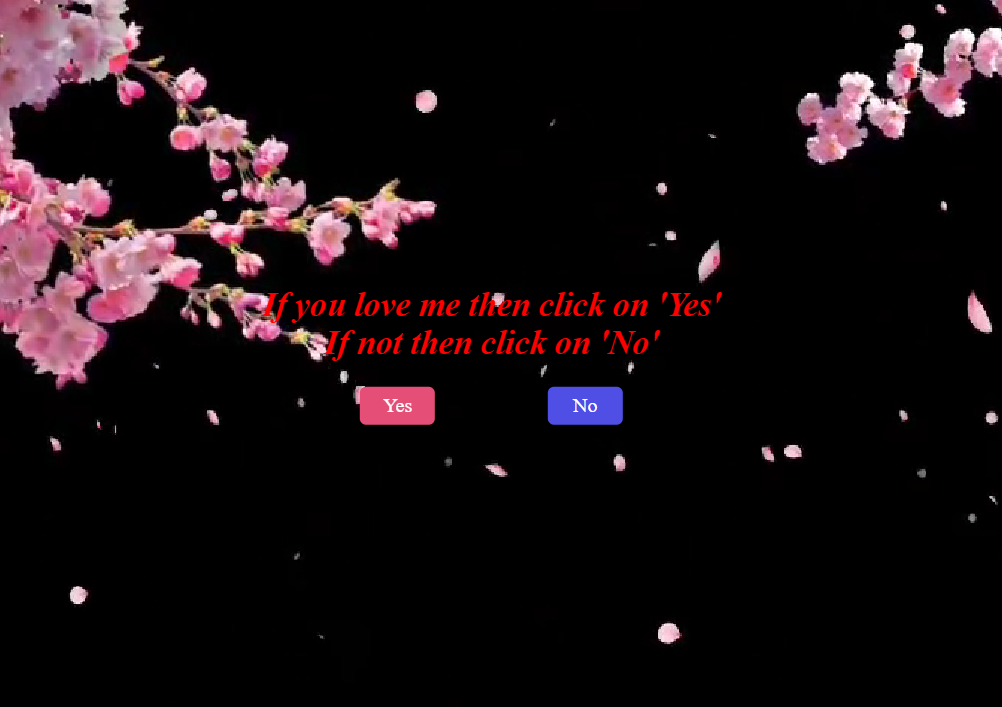 If you love me then click on 'Yes'
If not then click on 'No'
Yes
No